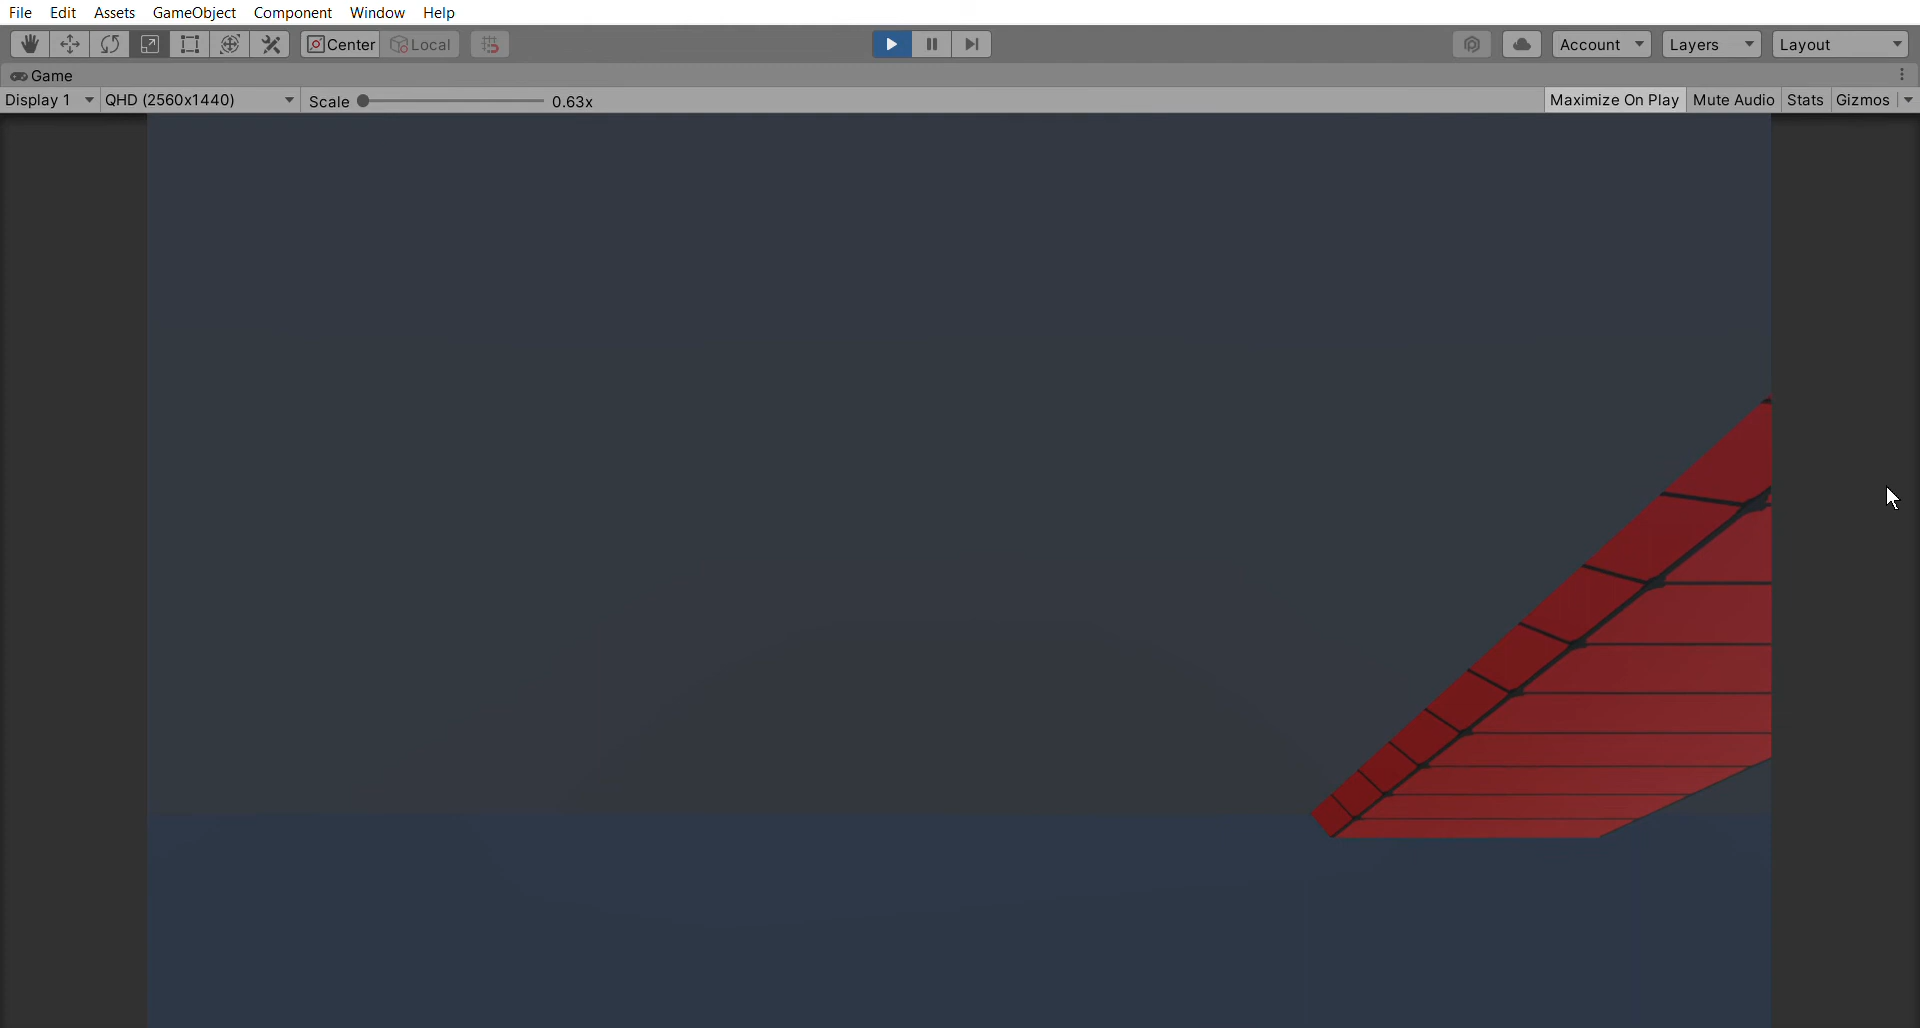 File Edit Assets GameObject Component Window Help
Center Local Account Layers Layout
Game
Display 1 QHD (2560x1440) Scale 0.63x Maximize On Play Mute Audio Stats Gizmos